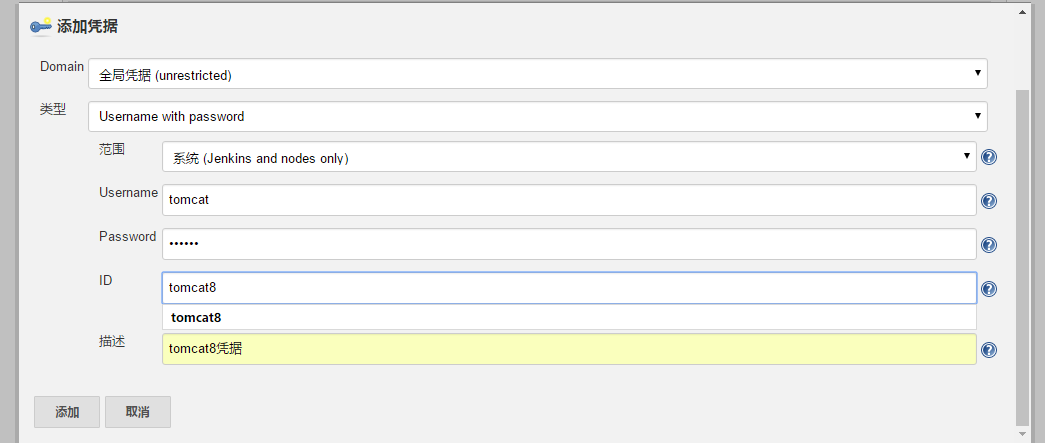 添加凭据
Domain 全局凭据 (unrestricted)
类型 Username with password
范围 系统 (Jenkins and nodes only)
Username tomcat
Password ••••••
ID tomcat8
tomcat8
描述 tomcat8凭据
添加 取消